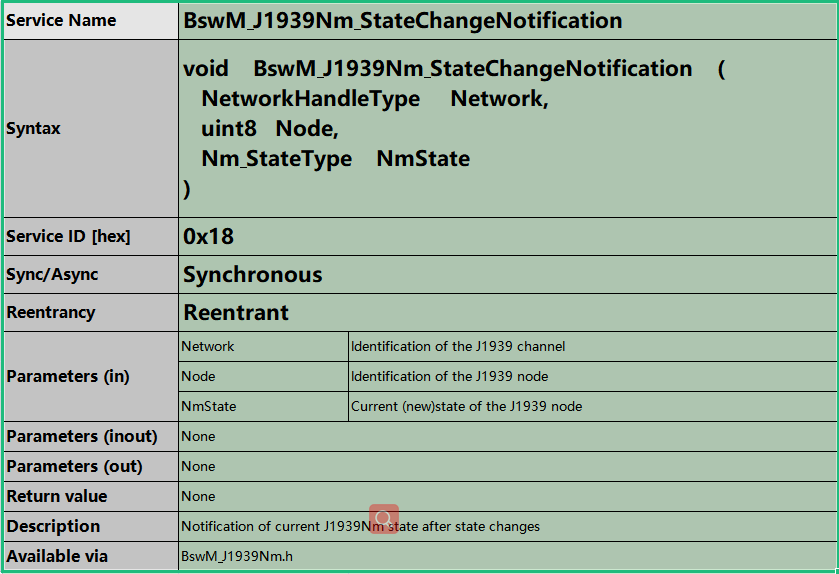 Service Name BswM_J1939Nm_StateChangeNotification
Syntax void BswM_J1939Nm_StateChangeNotification (
NetworkHandleType Network,
uint8 Node,
Nm_StateType NmState
)
Service ID [hex] 0x18
Sync/Async Synchronous
Reentrancy Reentrant
Parameters (in) Network Identification of the J1939 channel
Node Identification of the J1939 node
NmState Current (new)state of the J1939 node
Parameters (inout) None
Parameters (out) None
Return value None
Description Notification of current J1939Nm state after state changes
Available via BswM_J1939Nm.h